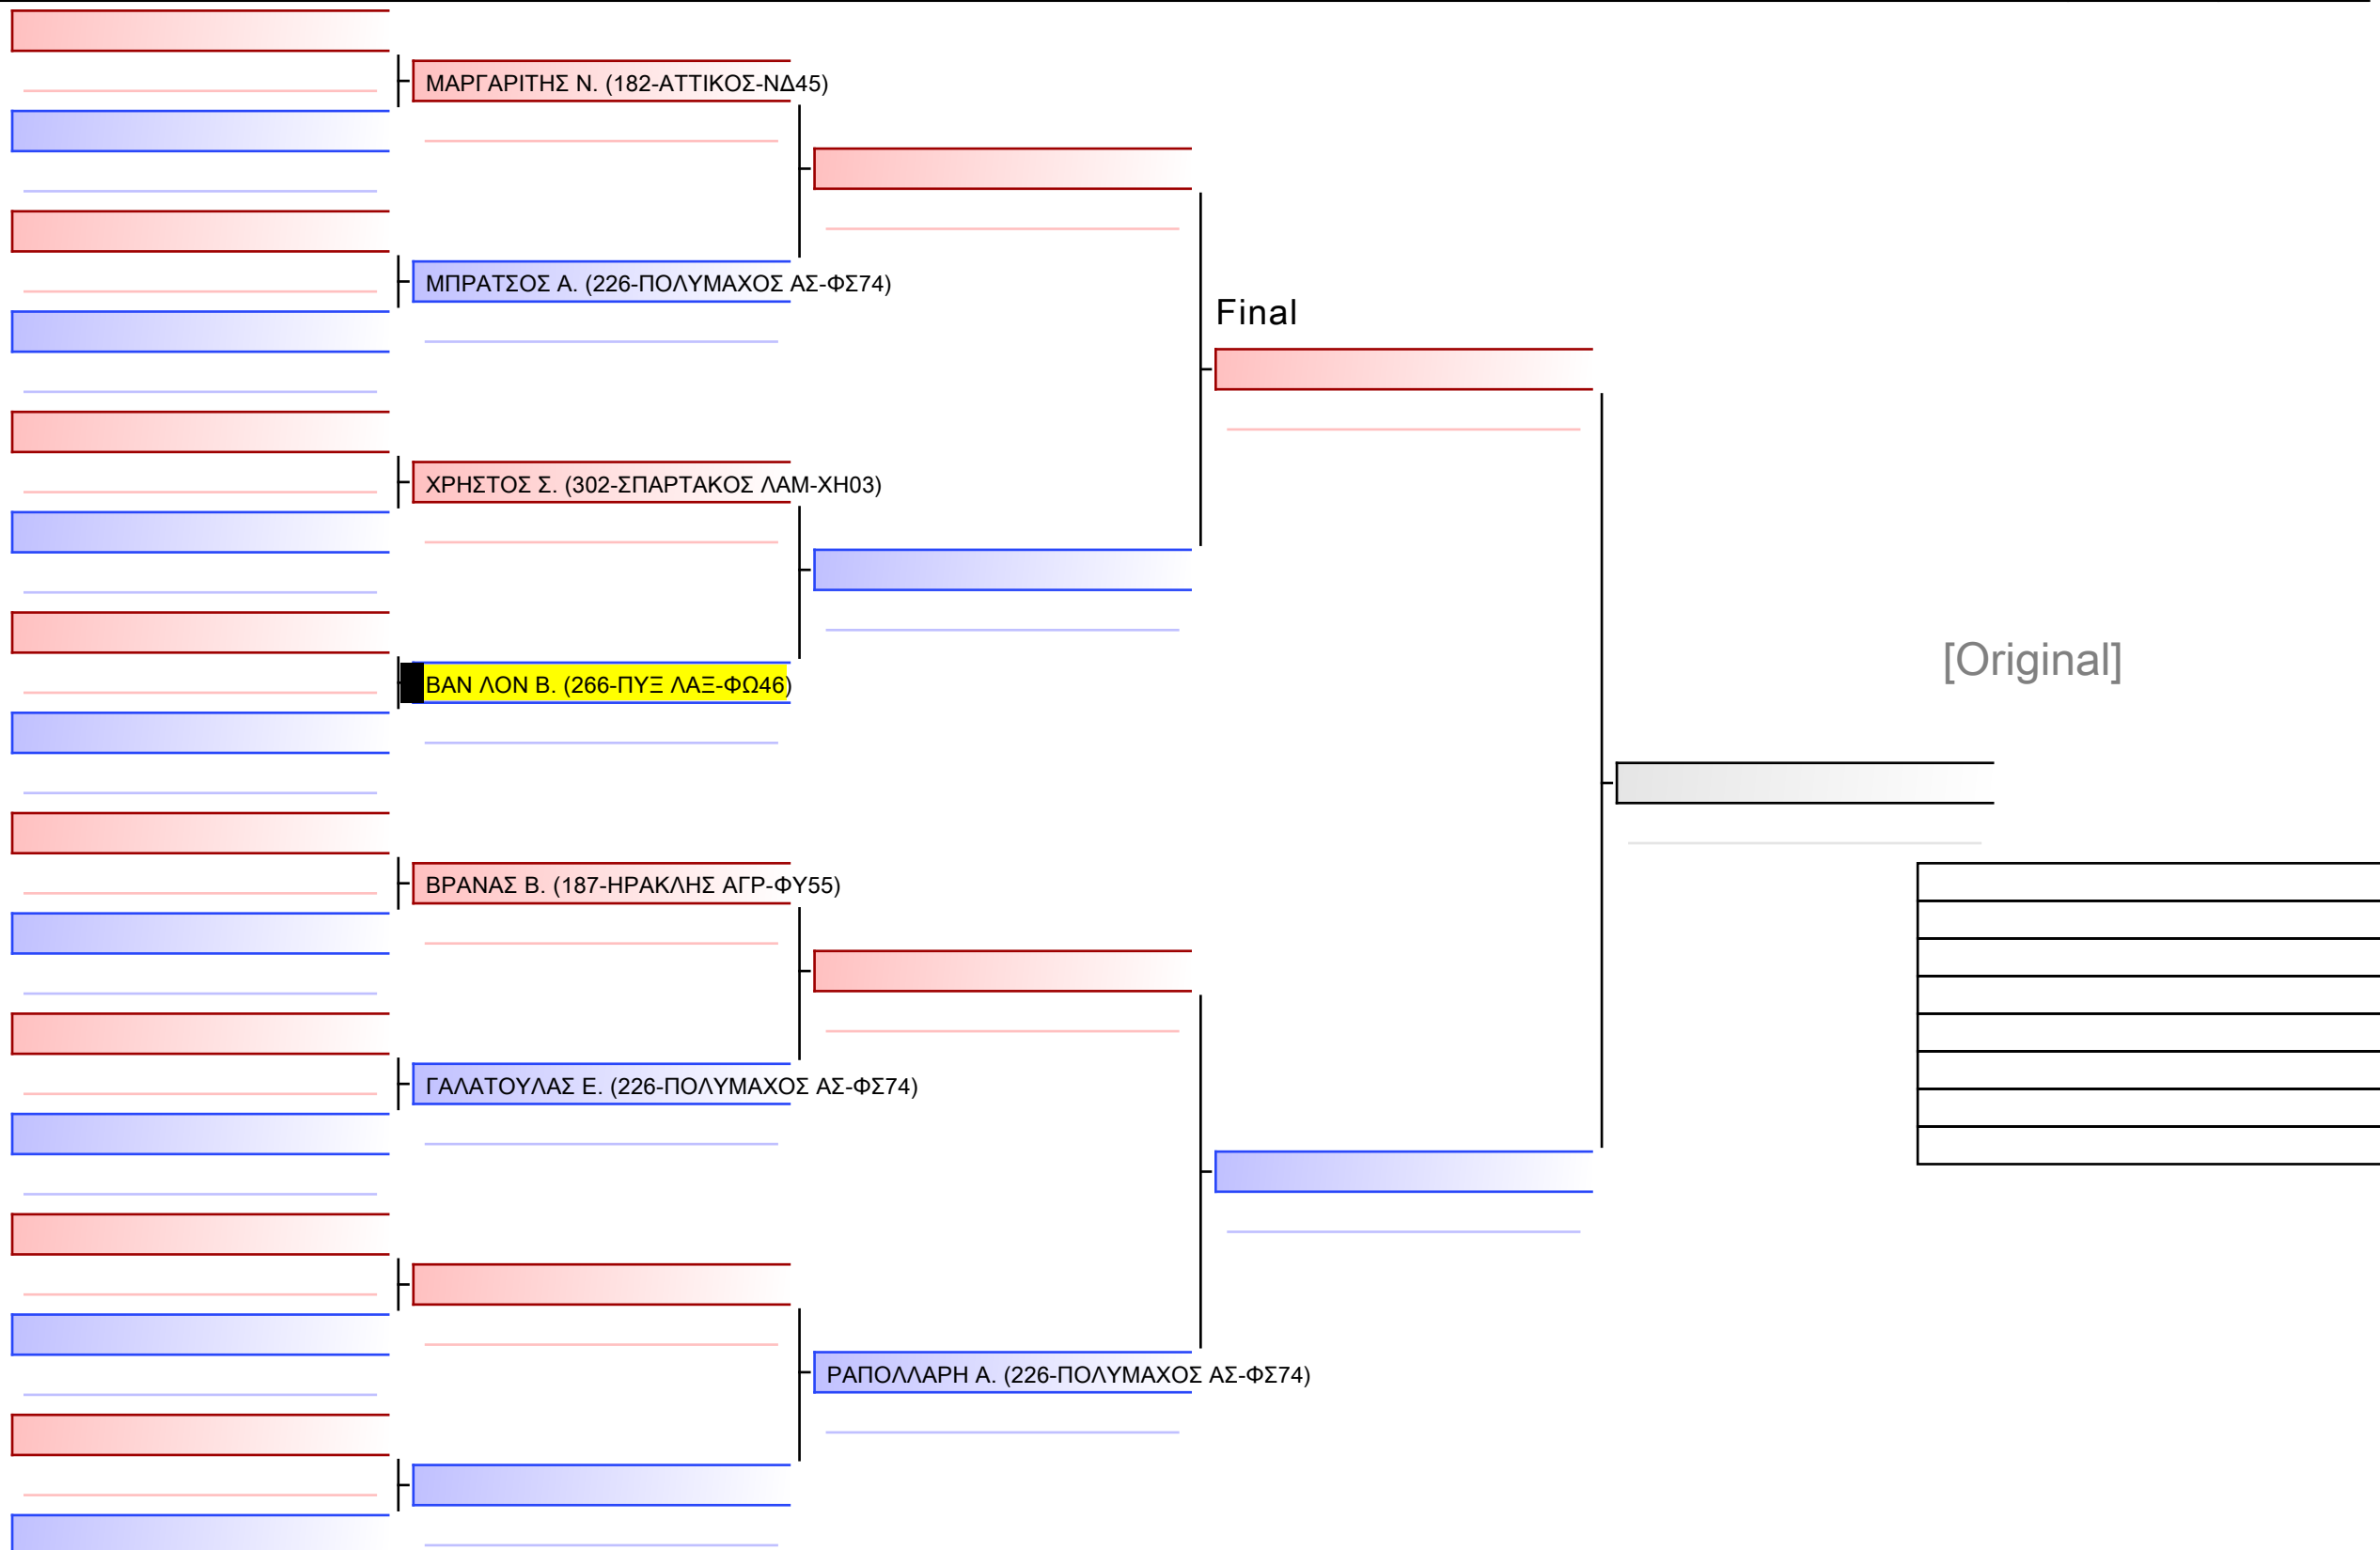 ΜΑΡΓΑΡΙΤΗΣ Ν. (182-ΑΤΤΙΚΟΣ-ΝΔ45)
ΜΠΡΑΤΣΟΣ Α. (226-ΠΟΛΥΜΑΧΟΣ ΑΣ-ΦΣ74)
Final
ΧΡΗΣΤΟΣ Σ. (302-ΣΠΑΡΤΑΚΟΣ ΛΑΜ-ΧΗ03)
[Original]
ΒΑΝ ΛΟΝ Β. (266-ΠΥΞ ΛΑΞ-ΦΩ46)
ΒΡΑΝΑΣ Β. (187-ΗΡΑΚΛΗΣ ΑΓΡ-ΦΥ55)
ΓΑΛΑΤΟΥΛΑΣ Ε. (226-ΠΟΛΥΜΑΧΟΣ ΑΣ-ΦΣ74)
ΡΑΠΟΛΛΑΡΗ Α. (226-ΠΟΛΥΜΑΧΟΣ ΑΣ-ΦΣ74)